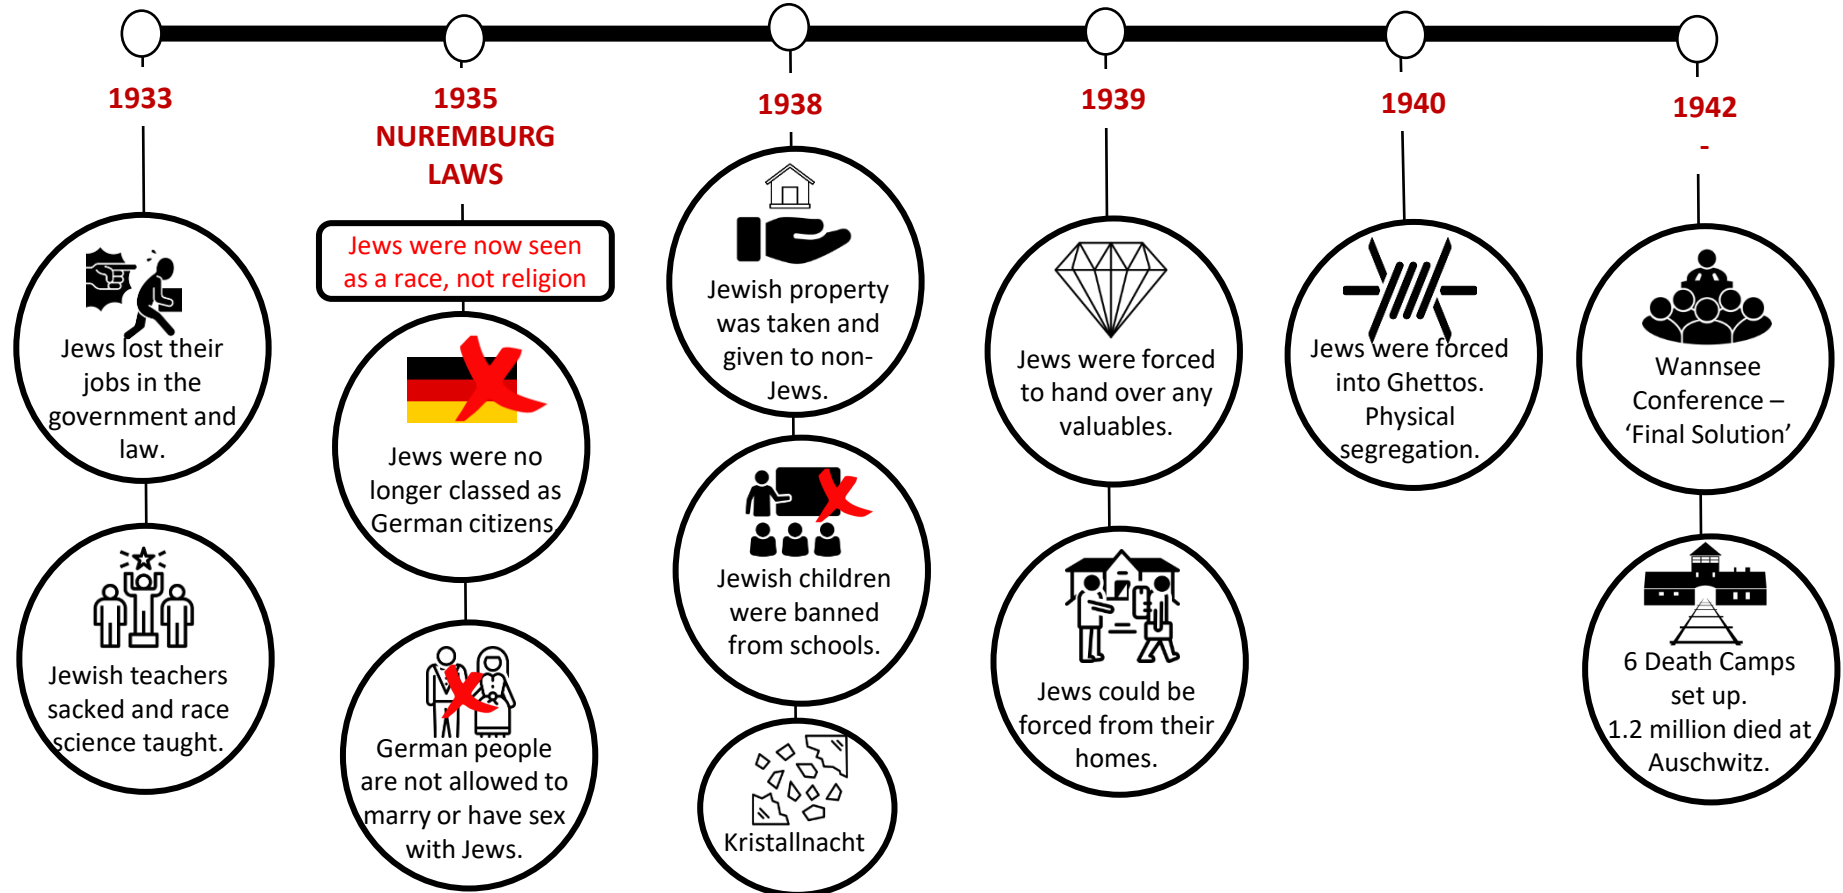 1933
Jews lost their
jobs in the
government and
law.
Jewish teachers
sacked and race
science taught.
1935
NUREMBURG
LAWS
Jews were now seen
as a race, not religion
Jews were no
longer classed as
German citizens
German people
are not allowed to
marry or have sex
with Jews.
1938
Jewish property
was taken and
given to non-
Jews.
Jewish children
were banned
from schools.
Kristallnacht
1939
Jews were forced
to hand over any
valuables.
Jews could be
forced from their
homes.
1940
Jews were forced
into Ghettos.
Physical
segregation.
1942
-
Wannsee
Conference –
‘Final Solution’
6 Death Camps
set up.
1.2 million died at
Auschwitz.